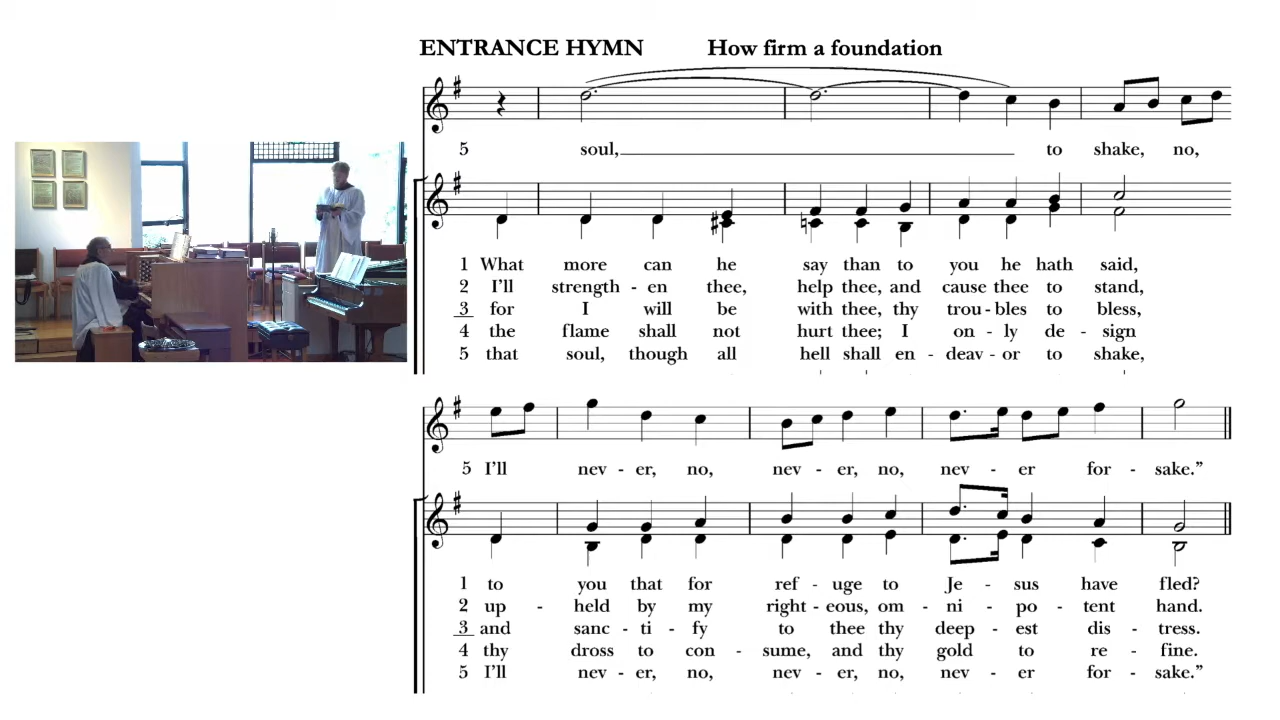 ENTRANCE HYMN How firm a foundation
5 soul, to shake, no,
1 What more can he say than to you he hath said,
2 I'll strength - en thee, help thee, and cause thee to stand,
3 for I will be with thee, thy trou - bles to bless,
4 the flame shall not hurt thee; I on - ly de - sign
5 that soul, though all hell shall en - deav - or to shake,
5 I'll nev - er, no, nev - er, no, nev - er for - sake.”
1 to you that for ref - uge to Je - sus have fled?
2 up - held by my right - eous, om - ni - po - tent hand.
3 and sanc - ti - fy to thee thy deep - est dis - tress.
4 thy dross to con - sume, and thy gold to re - fine.
5 I'll nev - er, no, nev - er, no, nev - er for - sake.”